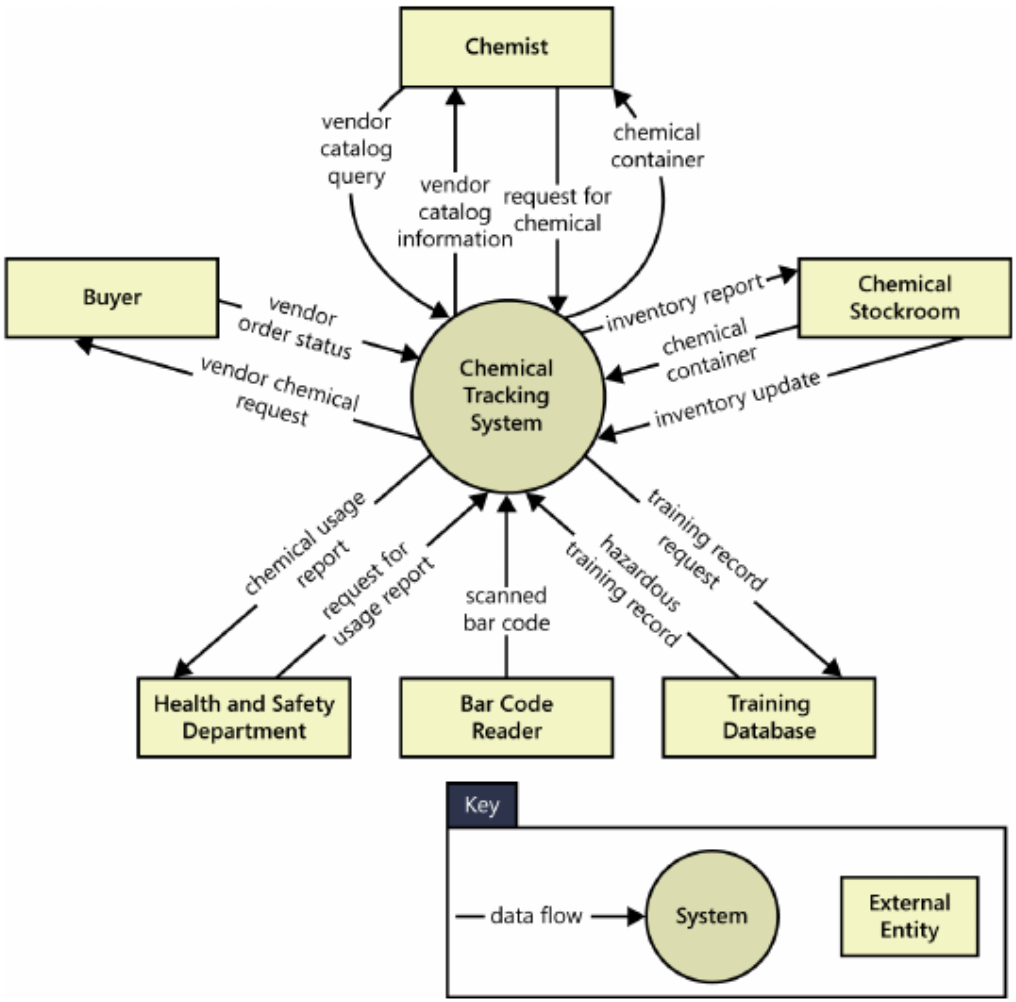 Chemist
vendor
catalog
query
vendor
catalog
information
request for
chemical
chemical
container
Buyer
vendor
order status
vendor chemical
request
Chemical
Tracking
System
inventory report
chemical
container
inventory update
Chemical
Stockroom
chemical usage
report
request for
usage report
scanned
bar code
hazardous
training record
training record
request
Health and Safety
Department
Bar Code
Reader
Training
Database
Key
data flow
System
External
Entity